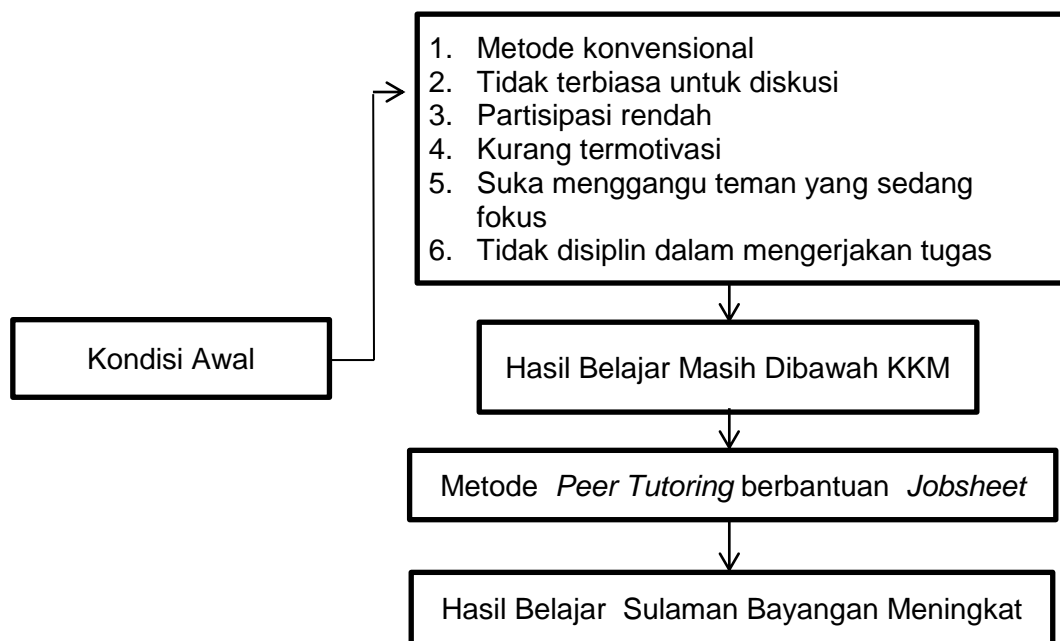 1. Metode konvensional
2. Tidak terbiasa untuk diskusi
3. Partisipasi rendah
4. Kurang termotivasi
5. Suka menggangu teman yang sedang
fokus
6. Tidak disiplin dalam mengerjakan tugas
Kondisi Awal
Hasil Belajar Masih Dibawah KKM
Metode Peer Tutoring berbantuan Jobsheet
Hasil Belajar Sulaman Bayangan Meningkat